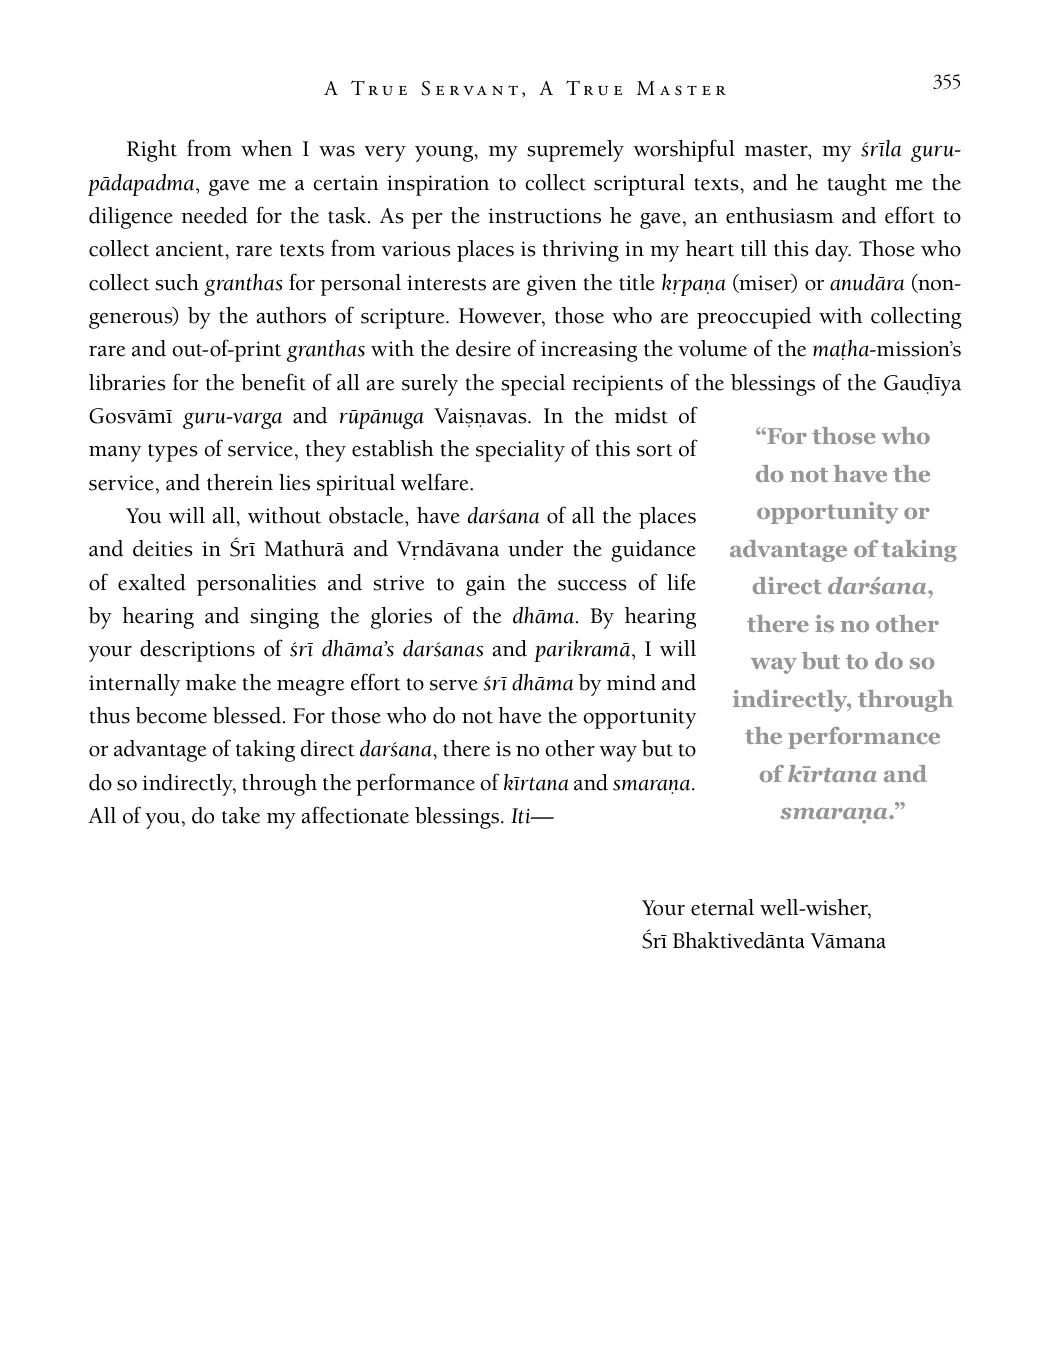 A True Servant, A True Master
355
Right from when I was very young, my supremely worshipful master, my śrīla guru-
pādapadma, gave me a certain inspiration to collect scriptural texts, and he taught me the
diligence needed for the task. As per the instructions he gave, an enthusiasm and effort to
collect ancient, rare texts from various places is thriving in my heart till this day. Those who
collect such granthas for personal interests are given the title kṛpaṇa (miser) or anudāra (non-
generous) by the authors of scripture. However, those who are preoccupied with collecting
rare and out-of-print granthas with the desire of increasing the volume of the maṭha-mission’s
libraries for the benefit of all are surely the special recipients of the blessings of the Gauḍīya
Gosvāmī guru-varga and rūpānuga Vaiṣṇavas. In the midst of
many types of service, they establish the speciality of this sort of
service, and therein lies spiritual welfare.
You will all, without obstacle, have darśana of all the places
and deities in Śrī Mathurā and Vṛndāvana under the guidance
of exalted personalities and strive to gain the success of life
by hearing and singing the glories of the dhāma. By hearing
your descriptions of śrī dhāma’s darśanas and parikramā, I will
internally make the meagre effort to serve śrī dhāma by mind and
thus become blessed. For those who do not have the opportunity
or advantage of taking direct darśana, there is no other way but to
do so indirectly, through the performance of kīrtana and smaraṇa.
All of you, do take my affectionate blessings. Iti—
“For those who
do not have the
opportunity or
advantage of taking
direct darśana,
there is no other
way but to do so
indirectly, through
the performance
of kīrtana and
smaraṇa.”
Your eternal well-wisher,
Śrī Bhaktivedānta Vāmana